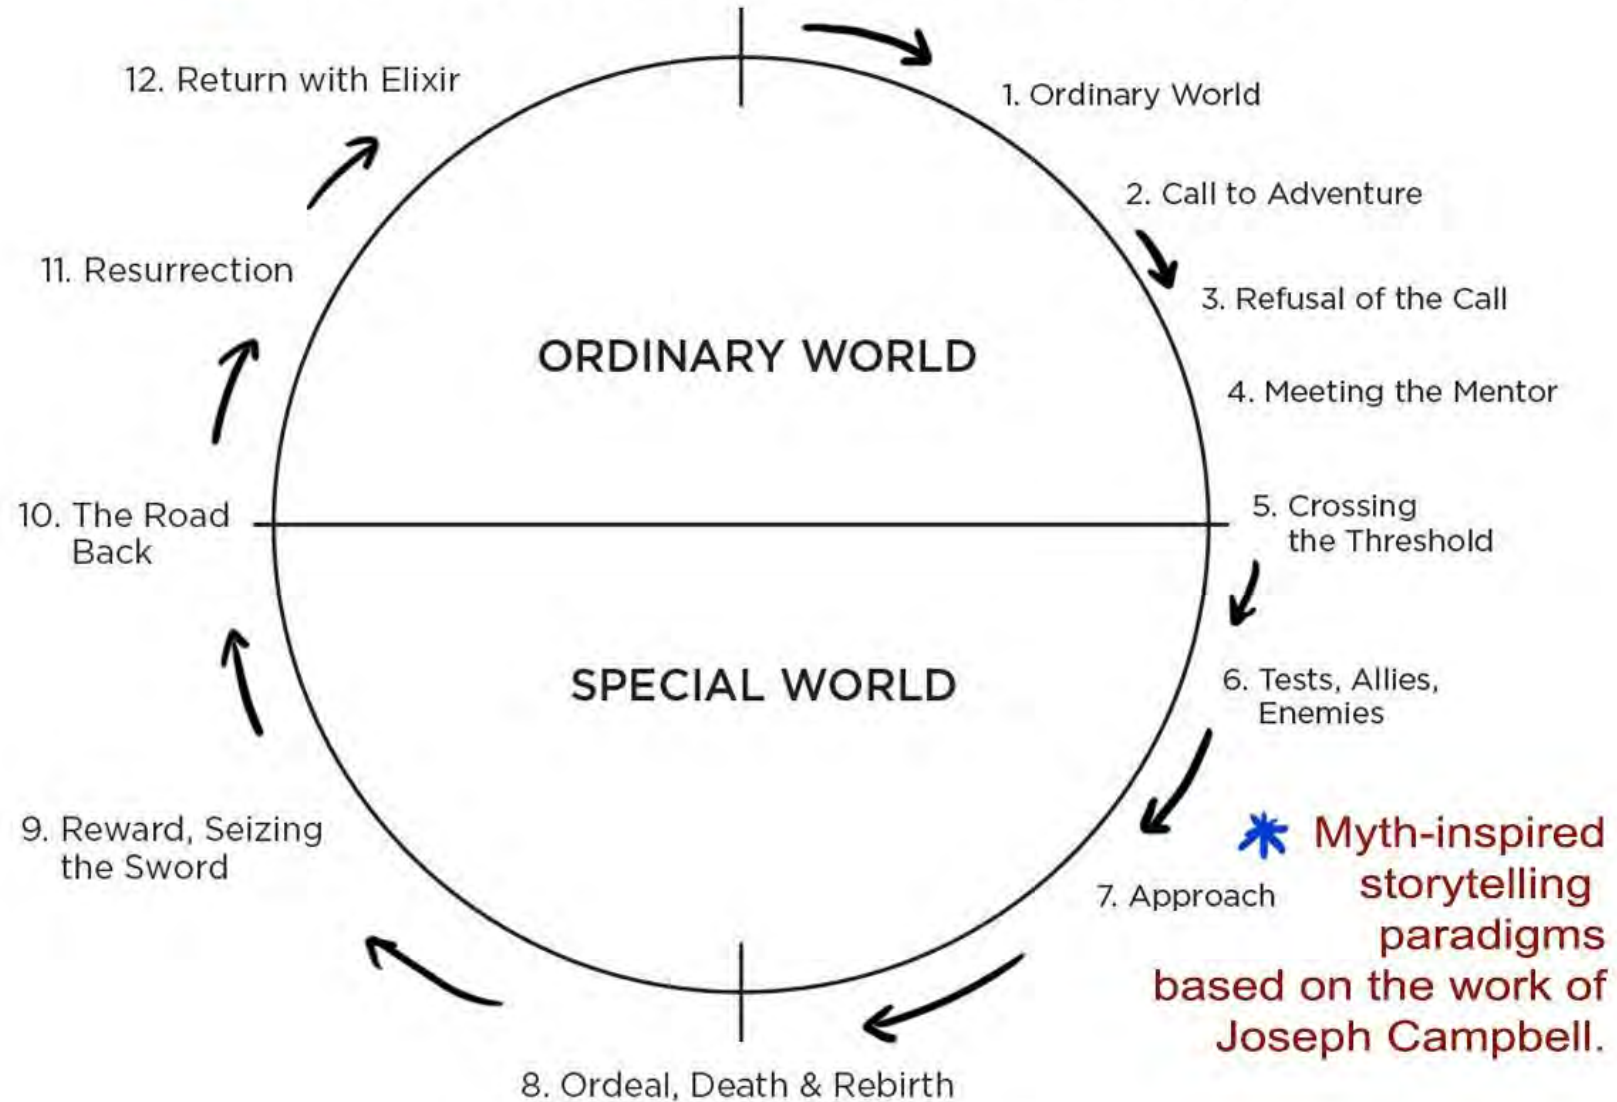 1. Ordinary World
2. Call to Adventure
3. Refusal of the Call
4. Meeting the Mentor
5. Crossing
the Threshold
6. Tests, Allies,
Enemies
7. Approach
8. Ordeal, Death & Rebirth
9. Reward, Seizing
the Sword
10. The Road
Back
11. Resurrection
12. Return with Elixir
ORDINARY WORLD
SPECIAL WORLD
Myth-inspired
storytelling
paradigms
based on the work of
Joseph Campbell.